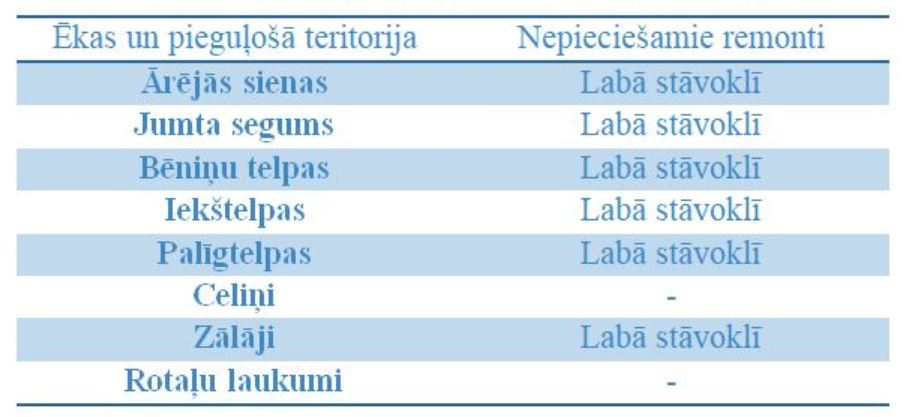 Ēkas un pieguļošā teritorija Nepieciešamie remonti
Ārējās sienas Labā stāvoklī
Jumta segums Labā stāvoklī
Bēniņu telpas Labā stāvoklī
Iekštelpas Labā stāvoklī
Palīgtelpas Labā stāvoklī
Celiņi -
Zālāji Labā stāvoklī
Rotaļu laukumi -